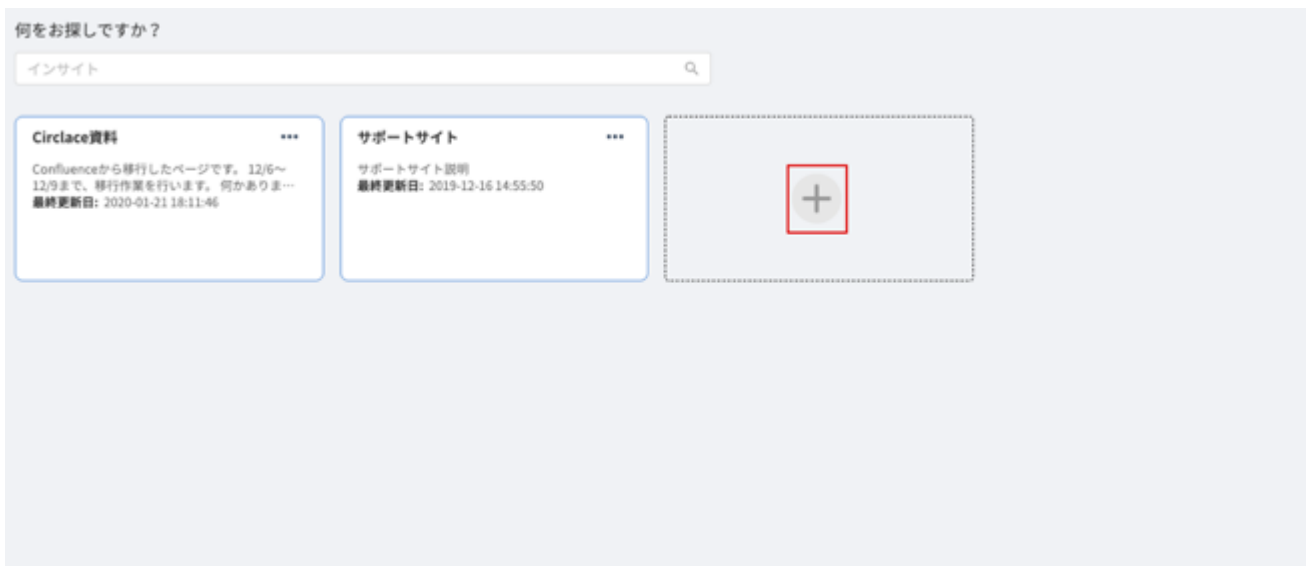 何をお探しですか？
インサイト
Circlace資料
Confluenceから移行したページです。 12/6～
12/9まで、移行作業を行います。 何かありま…
最終更新日: 2020-01-21 18:11:46
サポートサイト
サポートサイト説明
最終更新日: 2019-12-16 14:55:50